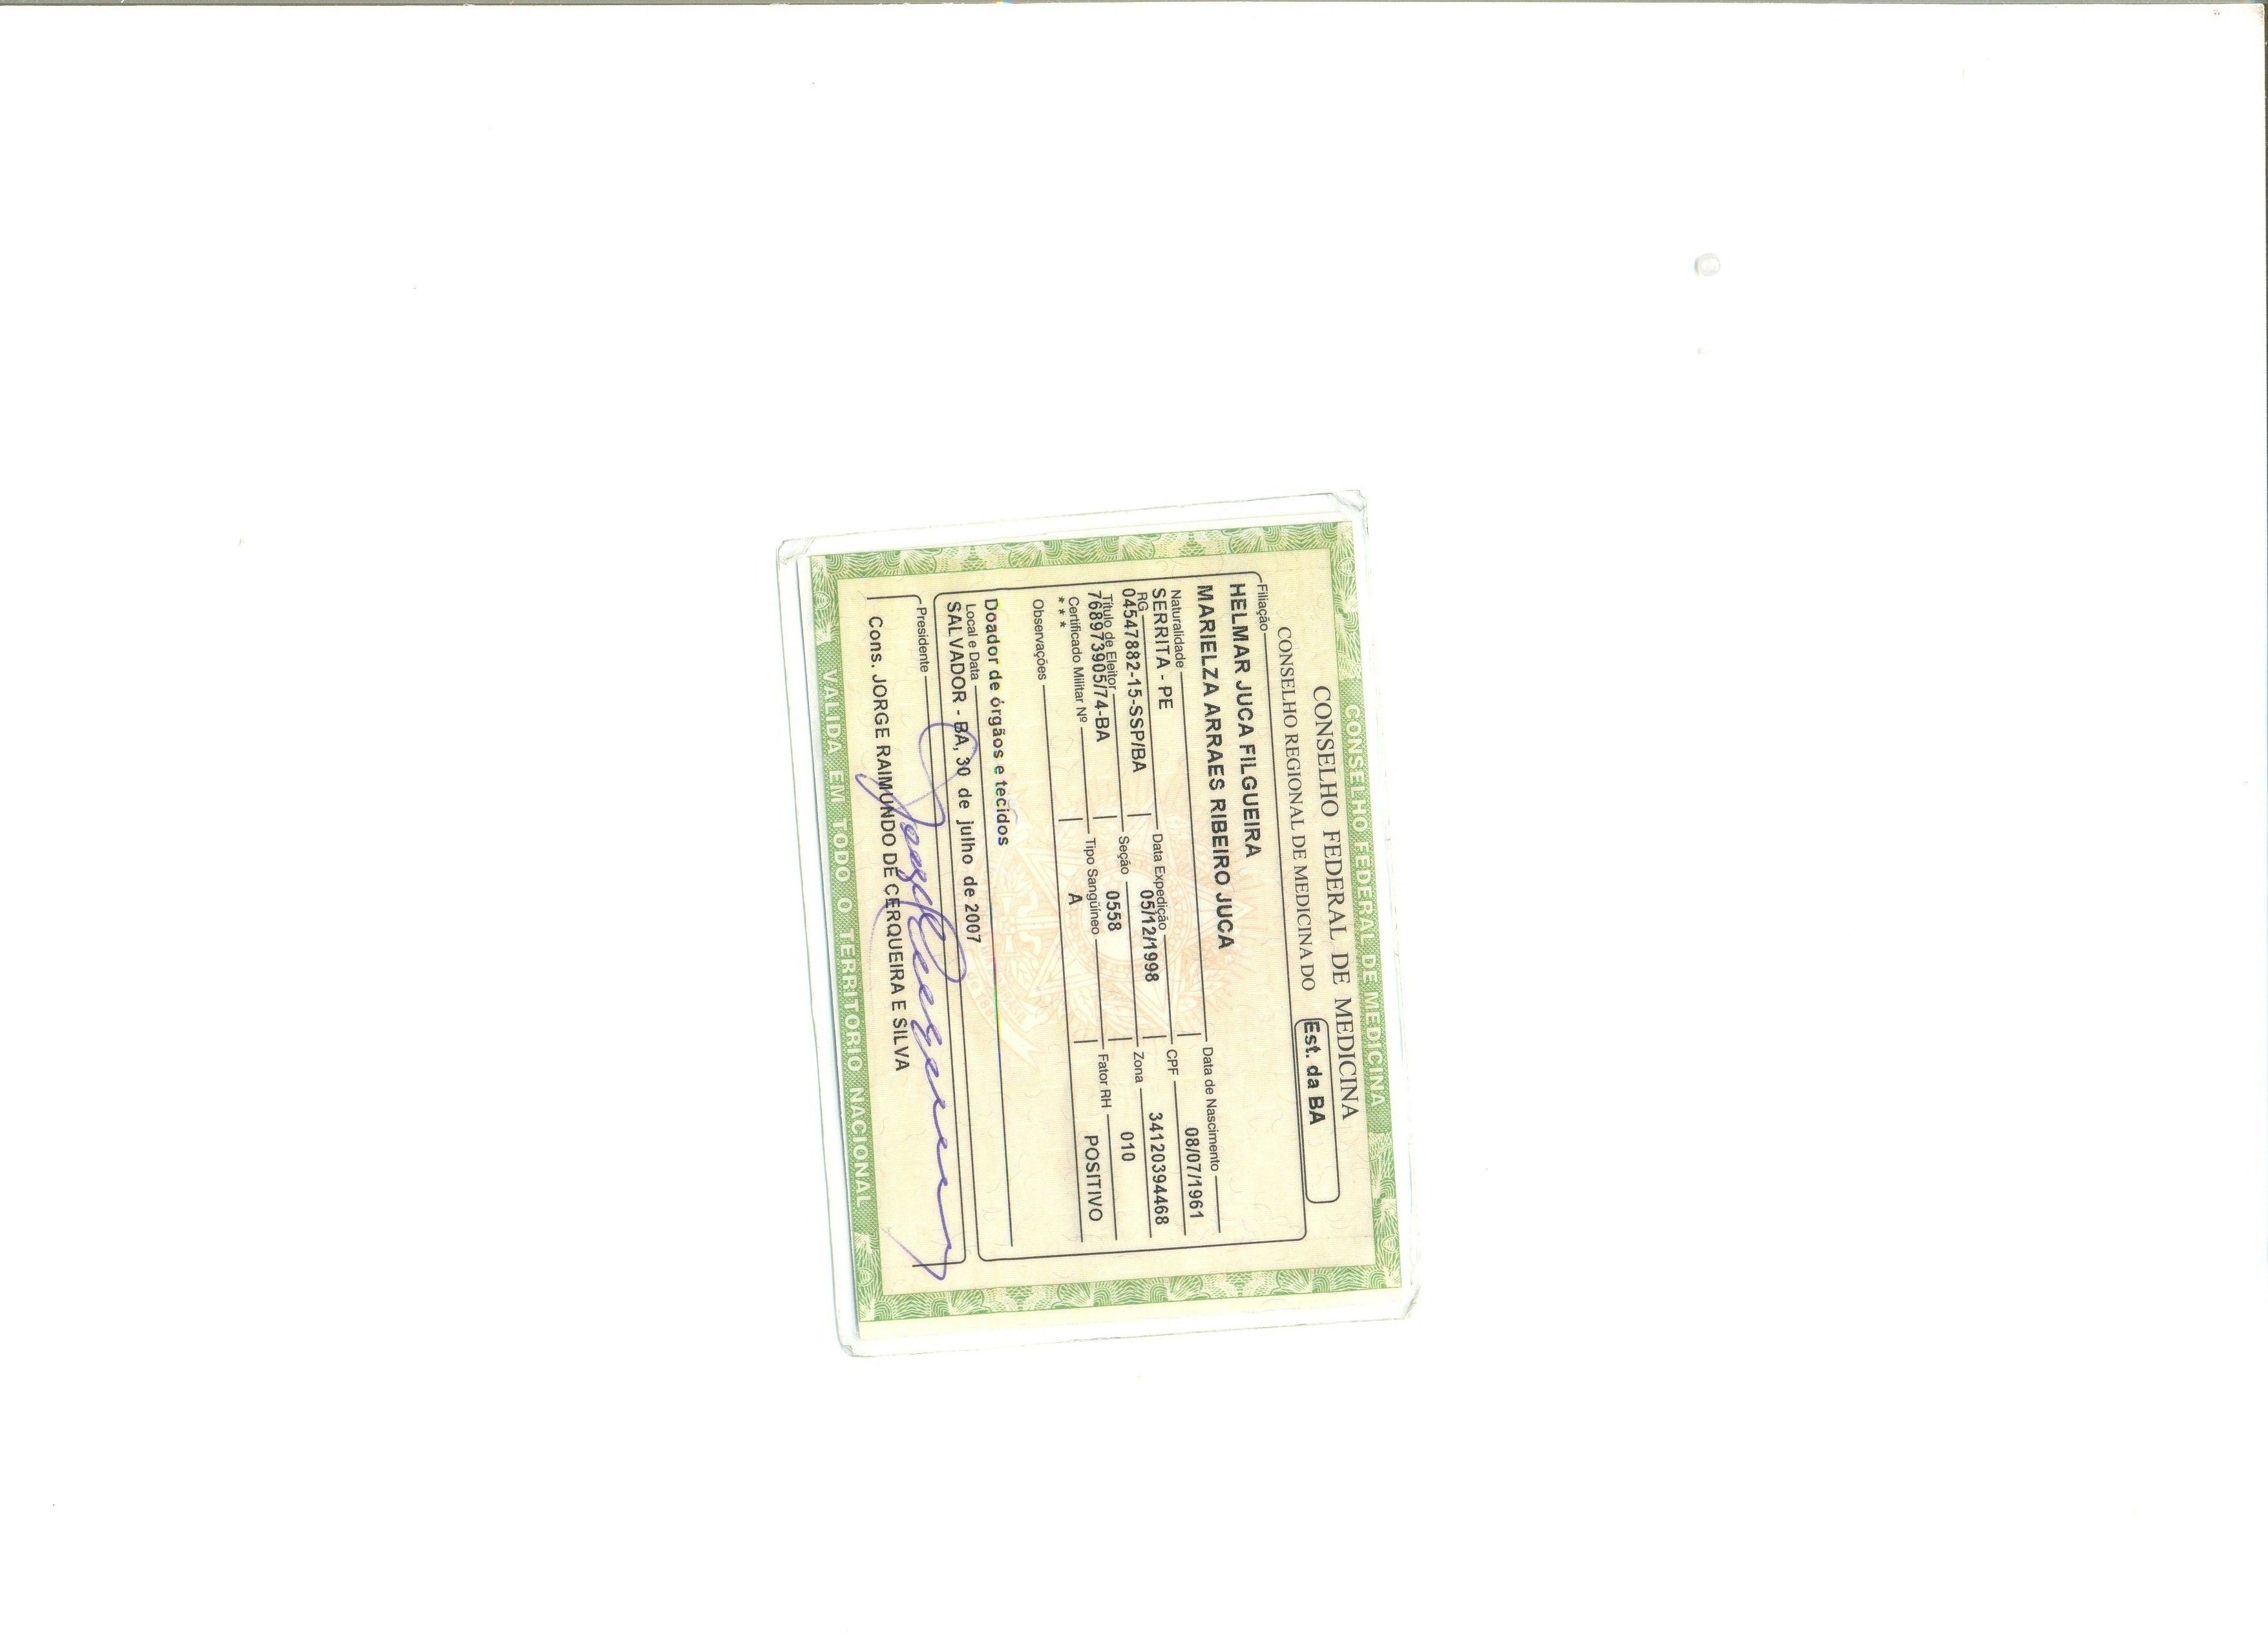 CONSELHO FEDERAL DE MEDICINA
CONSELHO FEDERAL DE MEDICINA
CONSELHO REGIONAL DE MEDICINA DO Est. da BA
Filiação
HELMAR JUCA FILGUEIRA
MARIELZA ARRAES RIBEIRO JUCA
Naturalidade Data de Nascimento
SERRITA - PE 08/07/1961
RG Data Expedição CPF
04547882-15-SSP/BA 05/12/1998 34120394468
Título de Eleitor Seção Zona
768973905/74-BA 0558 010
Certificado Militar Nº Tipo Sangüíneo Fator RH
*** A POSITIVO
Observações
Doador de órgãos e tecidos
Local e Data
SALVADOR - BA, 30 de julho de 2007
Presidente
Cons. JORGE RAIMUNDO DE CERQUEIRA E SILVA
VALIDA EM TODO O TERRITORIO NACIONAL